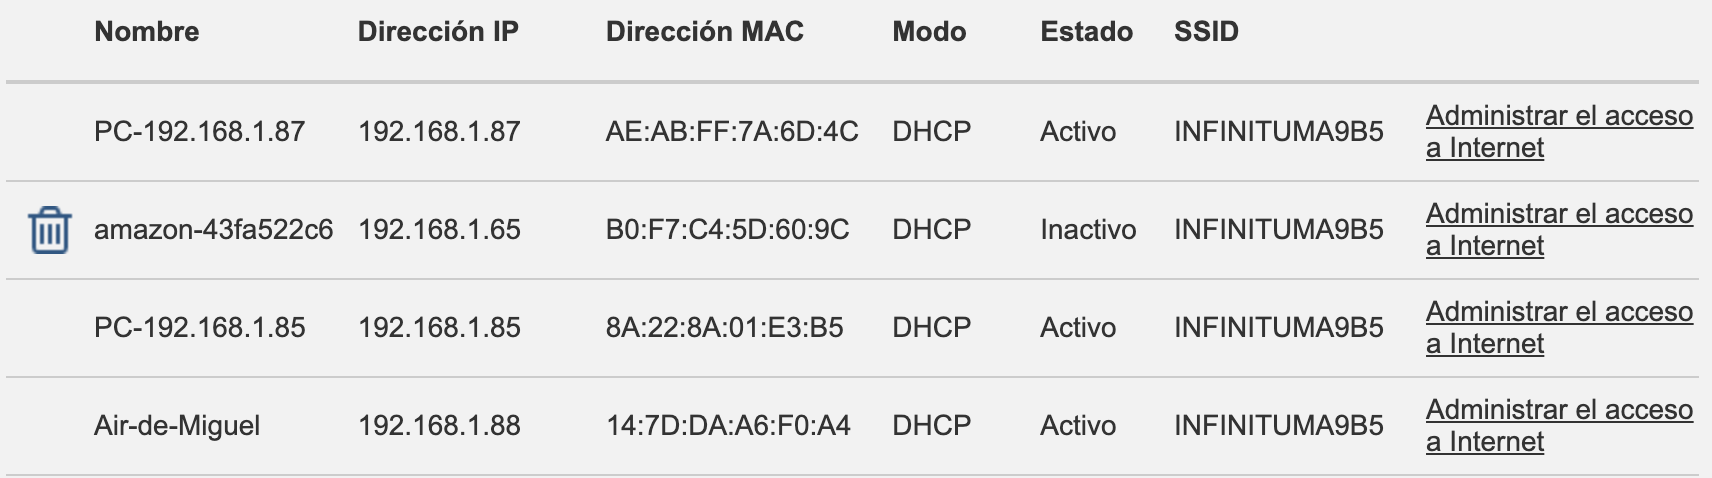 Nombre Dirección IP Dirección MAC Modo Estado SSID
PC-192.168.1.87 192.168.1.87 AE:AB:FF:7A:6D:4C DHCP Activo INFINITUMA9B5 Administrar el acceso
a Internet
amazon-43fa522c6 192.168.1.65 B0:F7:C4:5D:60:9C DHCP Inactivo INFINITUMA9B5 Administrar el acceso
a Internet
PC-192.168.1.85 192.168.1.85 8A:22:8A:01:E3:B5 DHCP Activo INFINITUMA9B5 Administrar el acceso
a Internet
Air-de-Miguel 192.168.1.88 14:7D:DA:A6:F0:A4 DHCP Activo INFINITUMA9B5 Administrar el acceso
a Internet